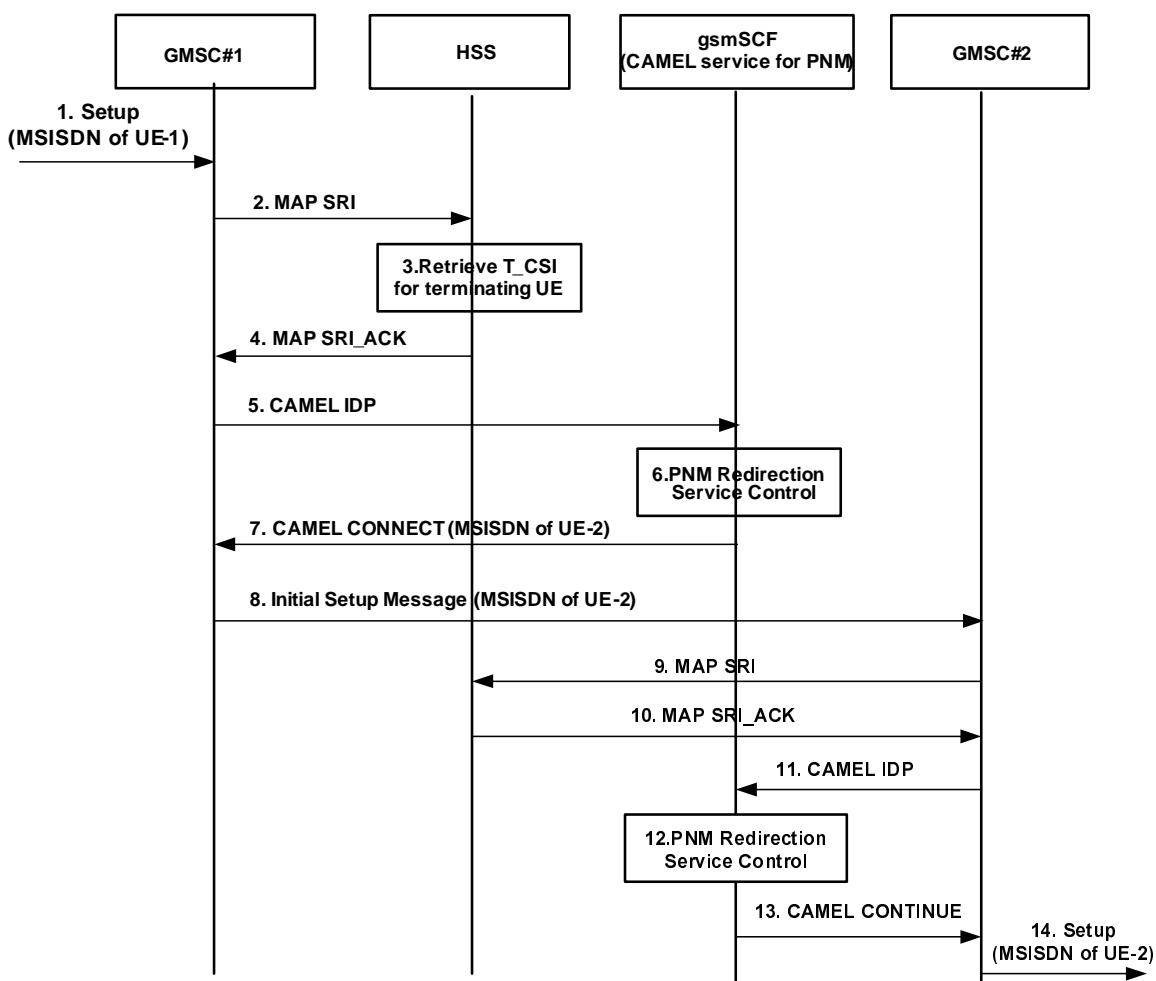 GMSC#1
HSS
gsmSCF
(CAMEL service for PNM)
GMSC#2
1. Setup
(MSISDN of UE-1)
2. MAP SRI
3.Retrieve T_CSI
for terminating UE
4. MAP SRI_ACK
5. CAMEL IDP
6.PNM Redirection
Service Control
7. CAMEL CONNECT (MSISDN of UE-2)
8. Initial Setup Message (MSISDN of UE-2)
9. MAP SRI
10. MAP SRI_ACK
11. CAMEL IDP
12.PNM Redirection
Service Control
13. CAMEL CONTINUE
14. Setup
(MSISDN of UE-2)